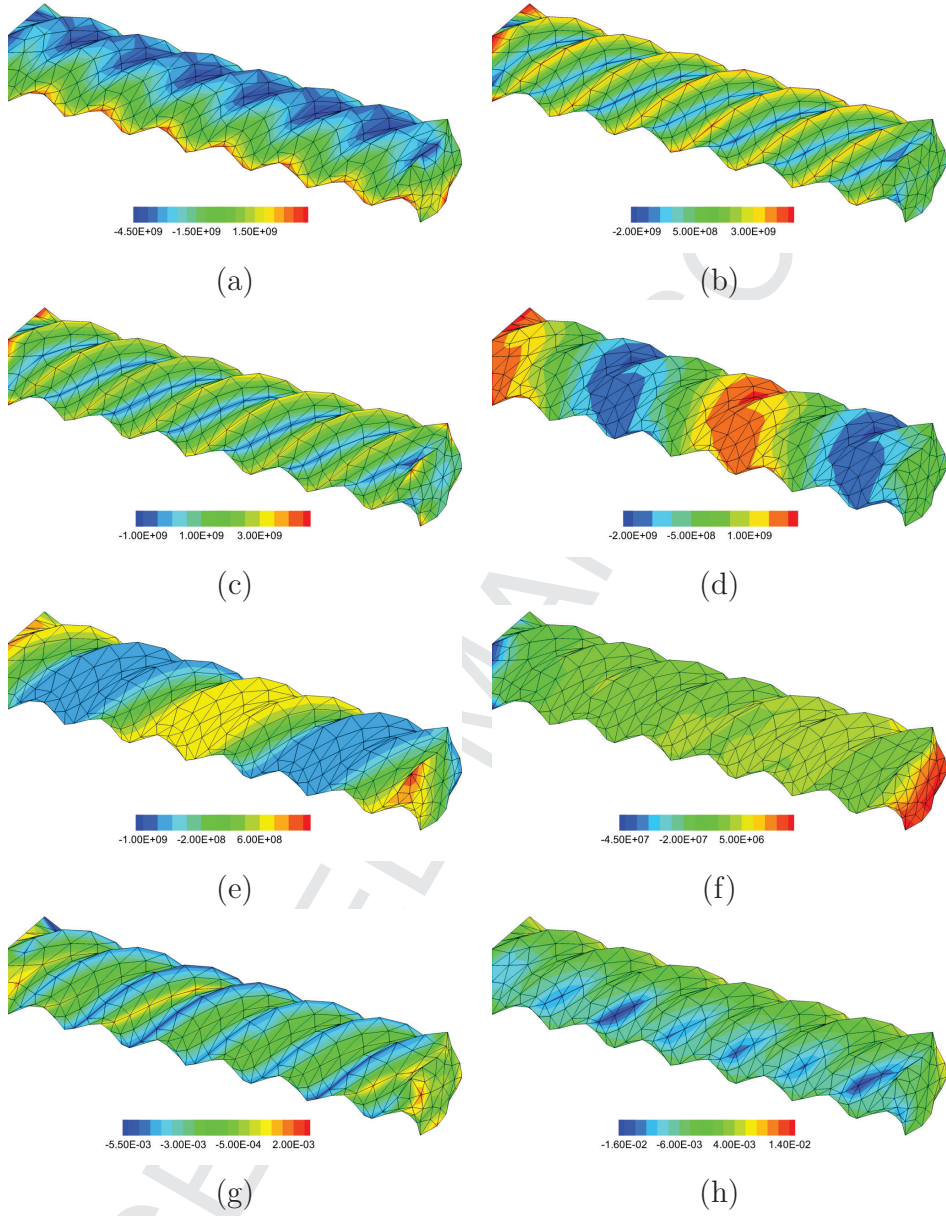 -4.50E+09 -1.50E+09 1.50E+09
-2.00E+09 5.00E+08 3.00E+09
(a)
(b)
-1.00E+09 1.00E+09 3.00E+09
-2.00E+09 -5.00E+08 1.00E+09
(c)
(d)
-1.00E+09 -2.00E+08 6.00E+08
-4.50E+07 -2.00E+07 5.00E+06
(e)
(f)
-5.50E-03 -3.00E-03 -5.00E-04 2.00E-03
-1.60E-02 -6.00E-03 4.00E-03 1.40E-02
(g)
(h)